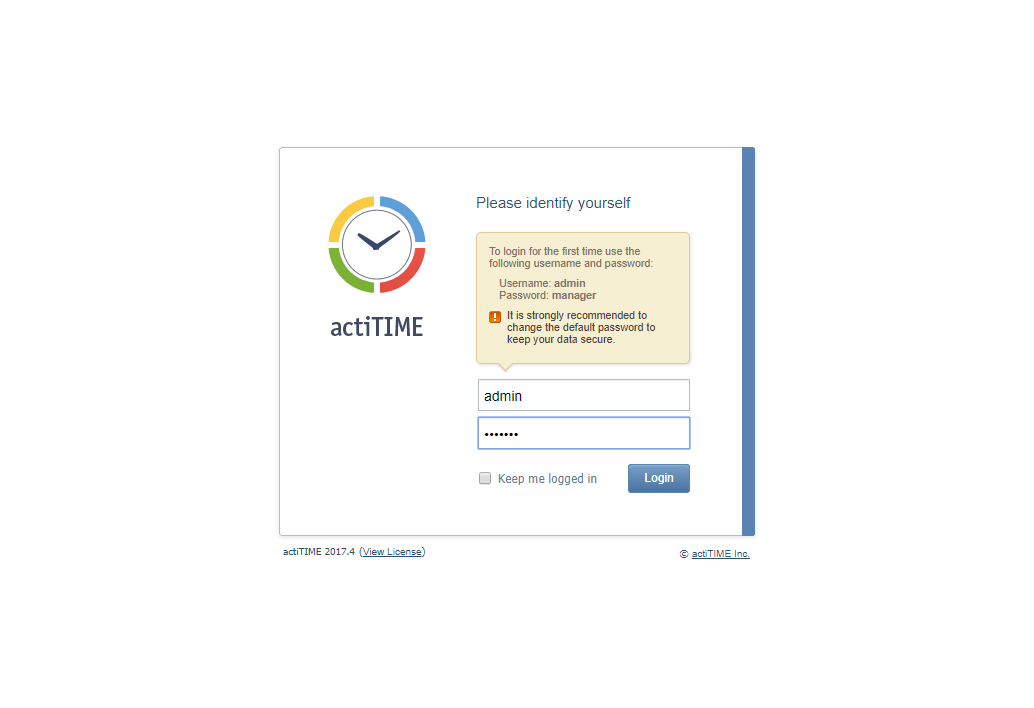 Please identify yourself
To login for the first time use the
following username and password:
Username: admin
Password: manager
It is strongly recommended to
change the default password to
keep your data secure.
actiTIME
admin
•••••••
Keep me logged in
Login
actiTIME 2017.4 (View License)
© actiTIME Inc.